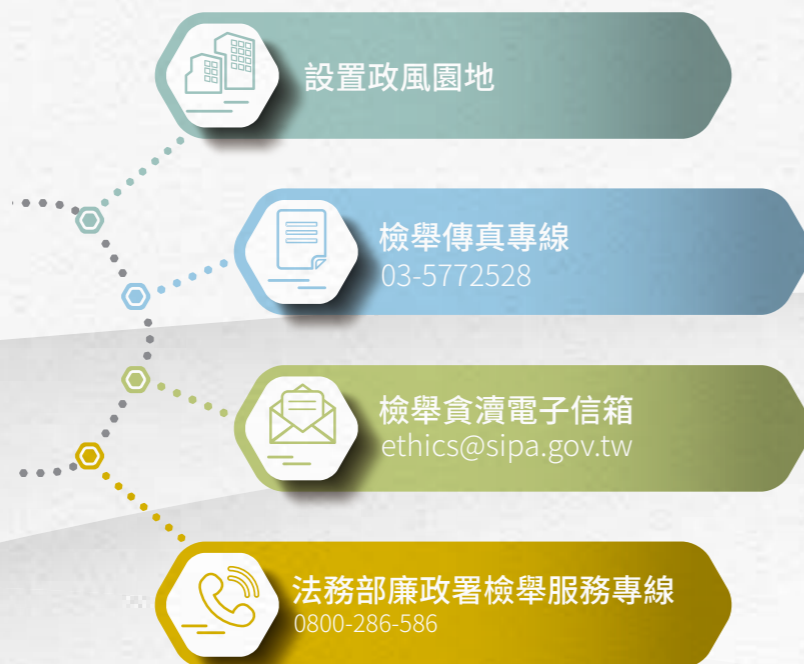 設置政風園地
檢舉傳真專線
03-5772528
檢舉貪瀆電子信箱
ethics@sipa.gov.tw
法務部廉政署檢舉服務專線
0800-286-586